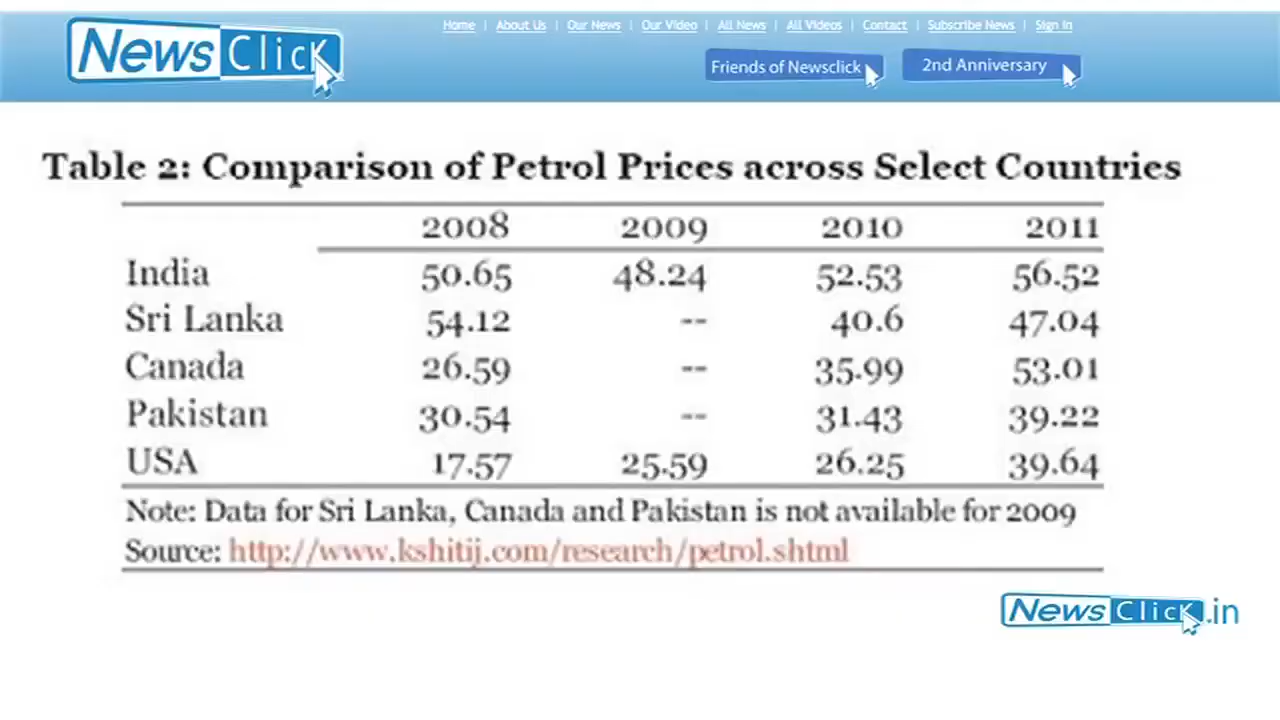 Home | About Us | Our News | Our Video | All News | All Videos | Contact | Subscribe News | Sign In
NewsClick
Friends of Newsclick 2nd Anniversary
Table 2: Comparison of Petrol Prices across Select Countries
2008 2009 2010 2011
India 50.65 48.24 52.53 56.52
Sri Lanka 54.12 -- 40.6 47.04
Canada 26.59 -- 35.99 53.01
Pakistan 30.54 -- 31.43 39.22
USA 17.57 25.59 26.25 39.64
Note: Data for Sri Lanka, Canada and Pakistan is not available for 2009
Source: http://www.kshitij.com/research/petrol.shtml
NewsClick.in